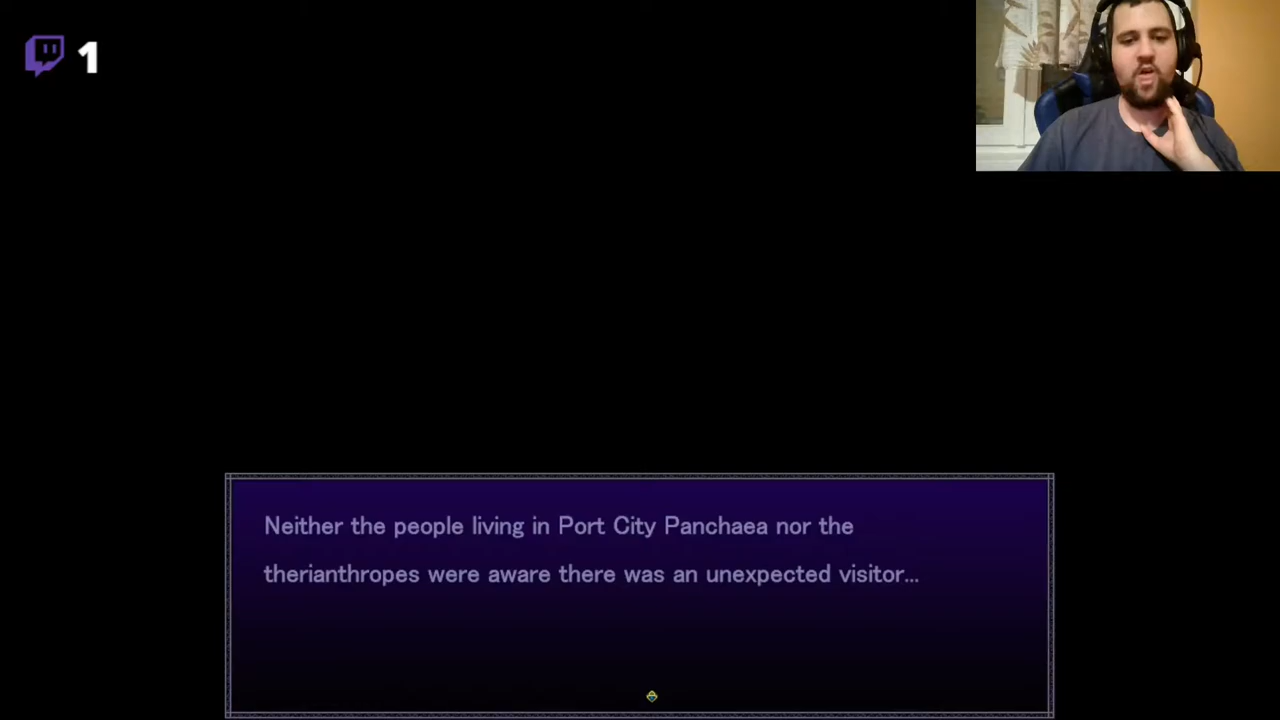 1
Neither the people living in Port City Panchaea nor the
therianthropes were aware there was an unexpected visitor...